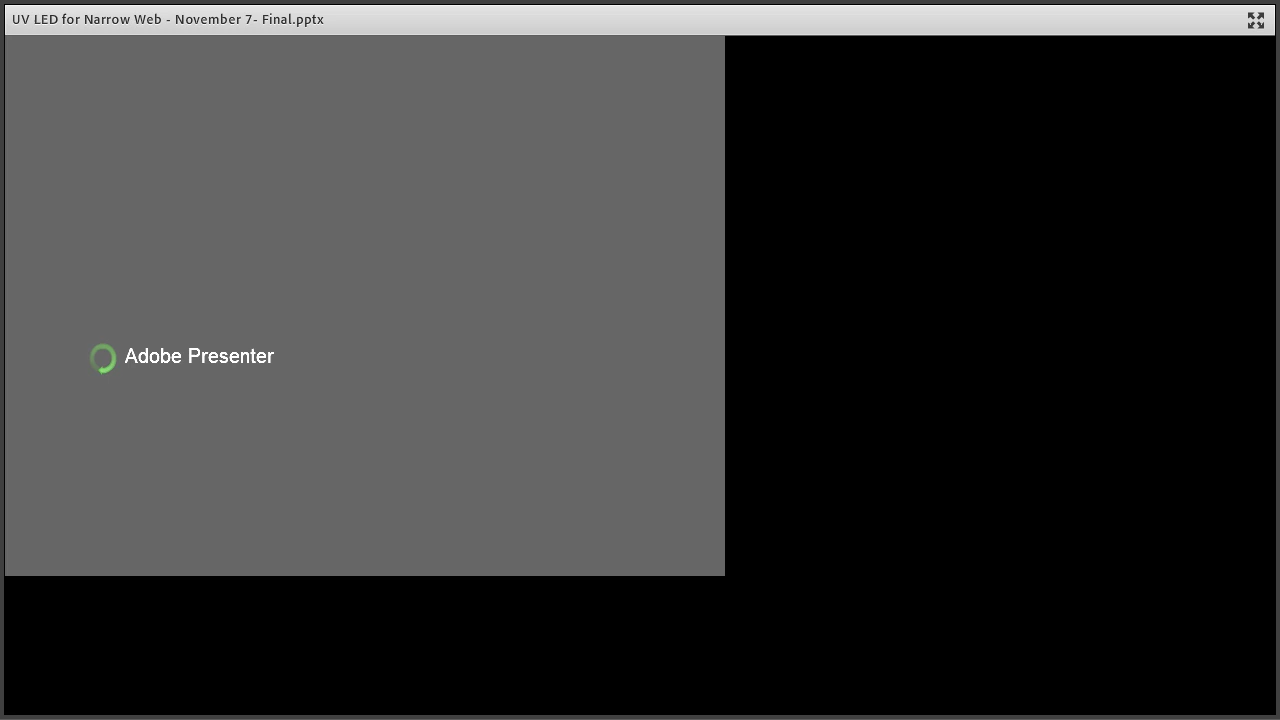 UV LED for Narrow Web - November 7- Final.pptx
Adobe Presenter